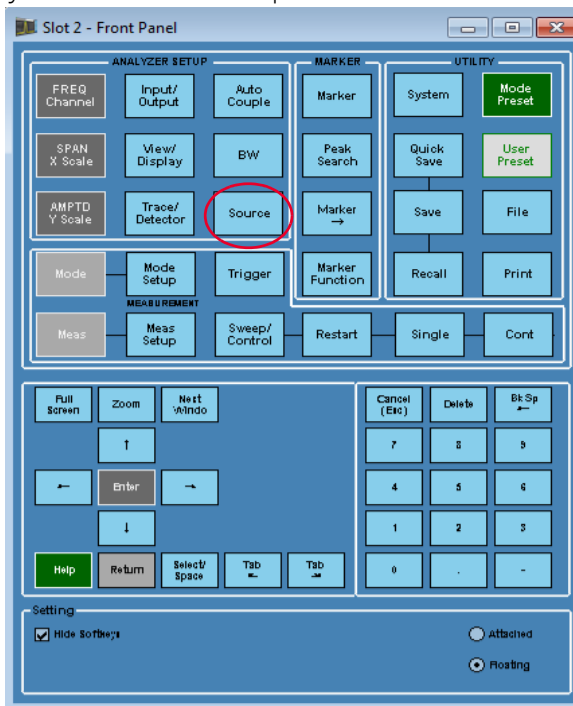 Slot 2 - Front Panel
ANALYZER SETUP
MARKER
UTILITY
FREQ Channel
Input/ Output
Auto Couple
Marker
System
Mode Preset
SPAN X Scale
View/ Display
BW
Peak Search
Quick Save
User Preset
AMPTD Y Scale
Trace/ Detector
Source
Marker →
Save
File
Mode
Mode Setup
Trigger
Marker Function
Recall
Print
MEASUREMENT
Meas
Meas Setup
Sweep/ Control
Restart
Single
Cont
Full Screen
Zoom
Next Windo
Cancel (Esc)
Delete
Bk Sp ←
↑
7
8
9
←
Enter
→
4
5
6
↓
1
2
3
Help
Return
Select/ Space
Tab
Tab
0
.
-
Setting
Hide Softkeys
Attached
Floating